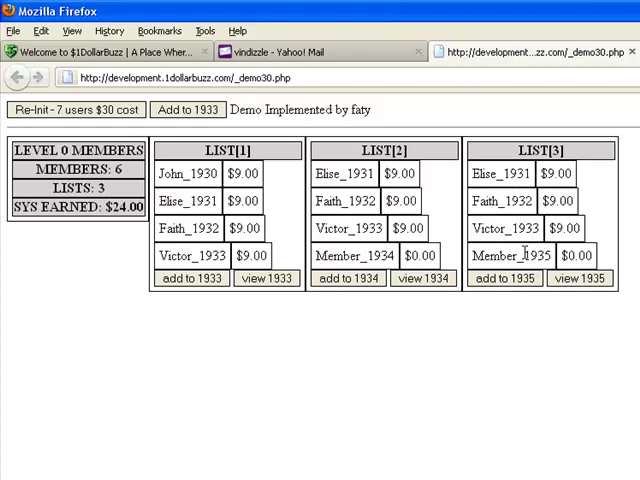 Mozilla Firefox
File Edit View History Bookmarks Tools Help
Welcome to $1DollarBuzz | A Place Wher... vindizzle - Yahoo! Mail http://development....zz.com/_demo30.php
http://development.1dollarbuzz.com/_demo30.php
Re-Init - 7 users $30 cost Add to 1933 Demo Implemented by faty
LEVEL 0 MEMBERS
MEMBERS: 6
LISTS: 3
SYS EARNED: $24.00
LIST[1]
John_1930 $9.00
Elise_1931 $9.00
Faith_1932 $9.00
Victor_1933 $9.00
add to 1933 view 1933
LIST[2]
Elise_1931 $9.00
Faith_1932 $9.00
Victor_1933 $9.00
Member_1934 $0.00
add to 1934 view 1934
LIST[3]
Elise_1931 $9.00
Faith_1932 $9.00
Victor_1933 $9.00
Member_1935 $0.00
add to 1935 view 1935